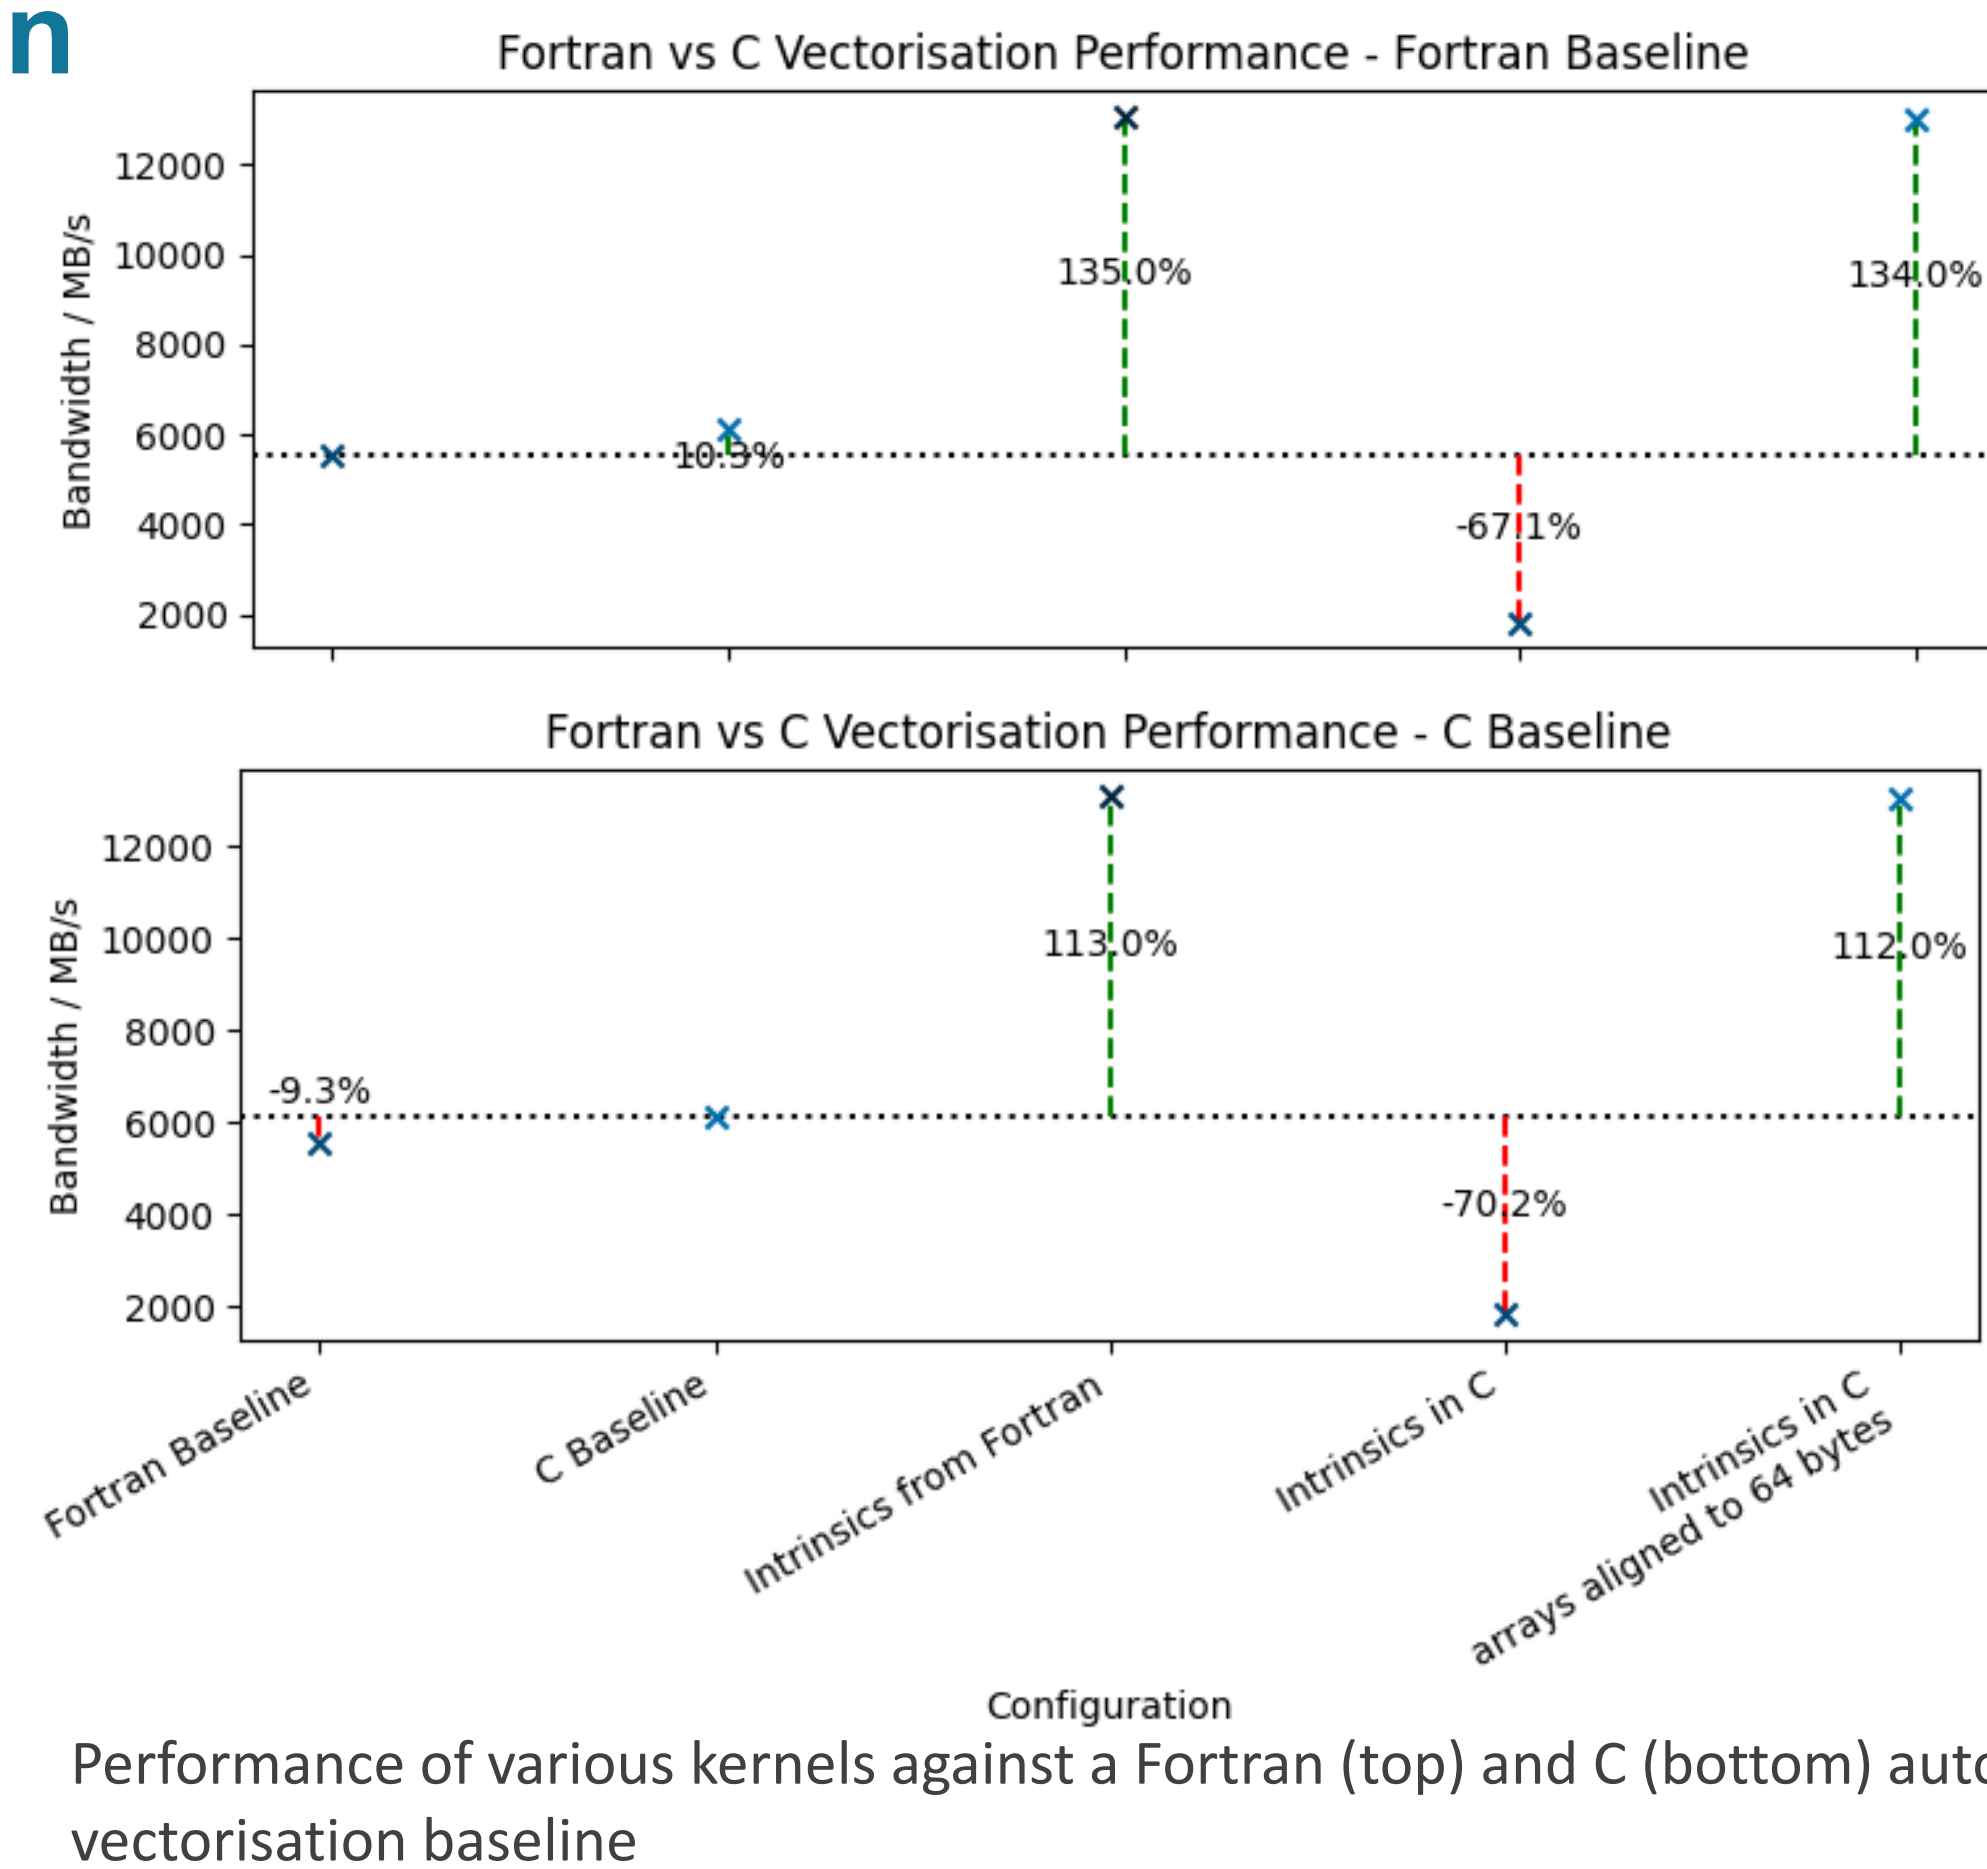 n
Fortran vs C Vectorisation Performance - Fortran Baseline
Bandwidth / MB/s
12000
10000
8000
6000
4000
2000
10.3%
135.0%
-67.1%
134.0%
Fortran vs C Vectorisation Performance - C Baseline
Bandwidth / MB/s
12000
10000
8000
6000
4000
2000
-9.3%
113.0%
-70.2%
112.0%
Fortran Baseline
C Baseline
Intrinsics from Fortran
Intrinsics in C
Intrinsics in C
arrays aligned to 64 bytes
Configuration
Performance of various kernels against a Fortran (top) and C (bottom)
vectorisation baseline